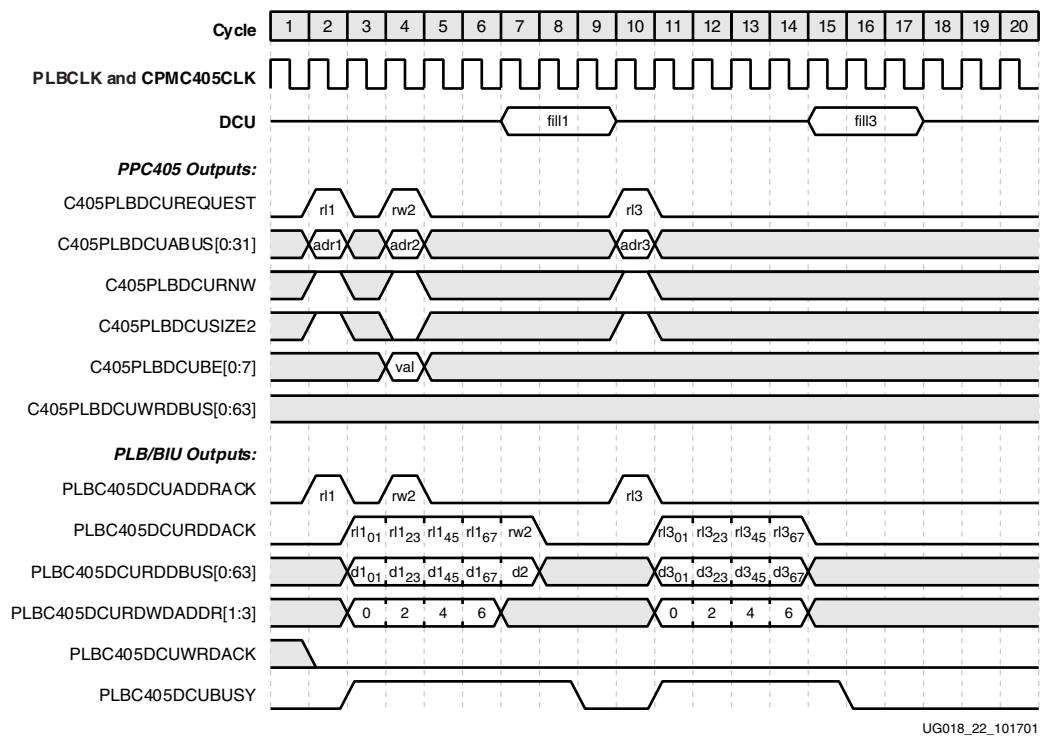 Cycle 1 2 3 4 5 6 7 8 9 10 11 12 13 14 15 16 17 18 19 20
PLBCLK and CPMC405CLK
DCU fill1 fill3
PPC405 Outputs:
C405PLBDCUREQUEST rl1 rw2 rl3
C405PLBDCUABUS[0:31] adr1 adr2 adr3
C405PLBDCURNW
C405PLBDCUSIZE2
C405PLBDCUBE[0:7] val
C405PLBDCUWRDBUS[0:63]
PLB/BIU Outputs:
PLBC405DCUADDRACK rl1 rw2 rl3
PLBC405DCURDDACK rl101 rl123 rl145 rl167 rw2 rl301 rl323 rl345 rl367
PLBC405DCURDDBUS[0:63] d101 d123 d145 d167 d2 d301 d323 d345 d367
PLBC405DCURDWDADDR[1:3] 0 2 4 6 0 2 4 6
PLBC405DCUWRDACK
PLBC405DCUBUSY
UG018_22_101701